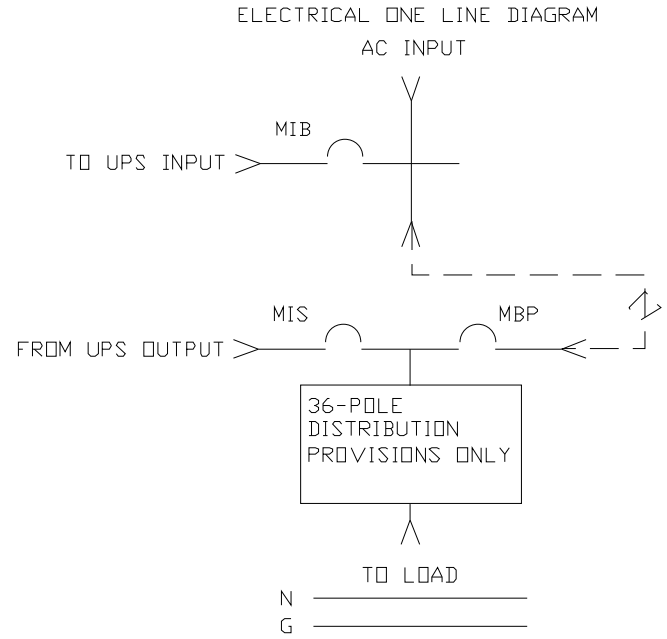 ELECTRICAL ONE LINE DIAGRAM
AC INPUT
MIB
TO UPS INPUT
MIS
MBP
FROM UPS OUTPUT
36-POLE
DISTRIBUTION
PROVISIONS ONLY
TO LOAD
N
G